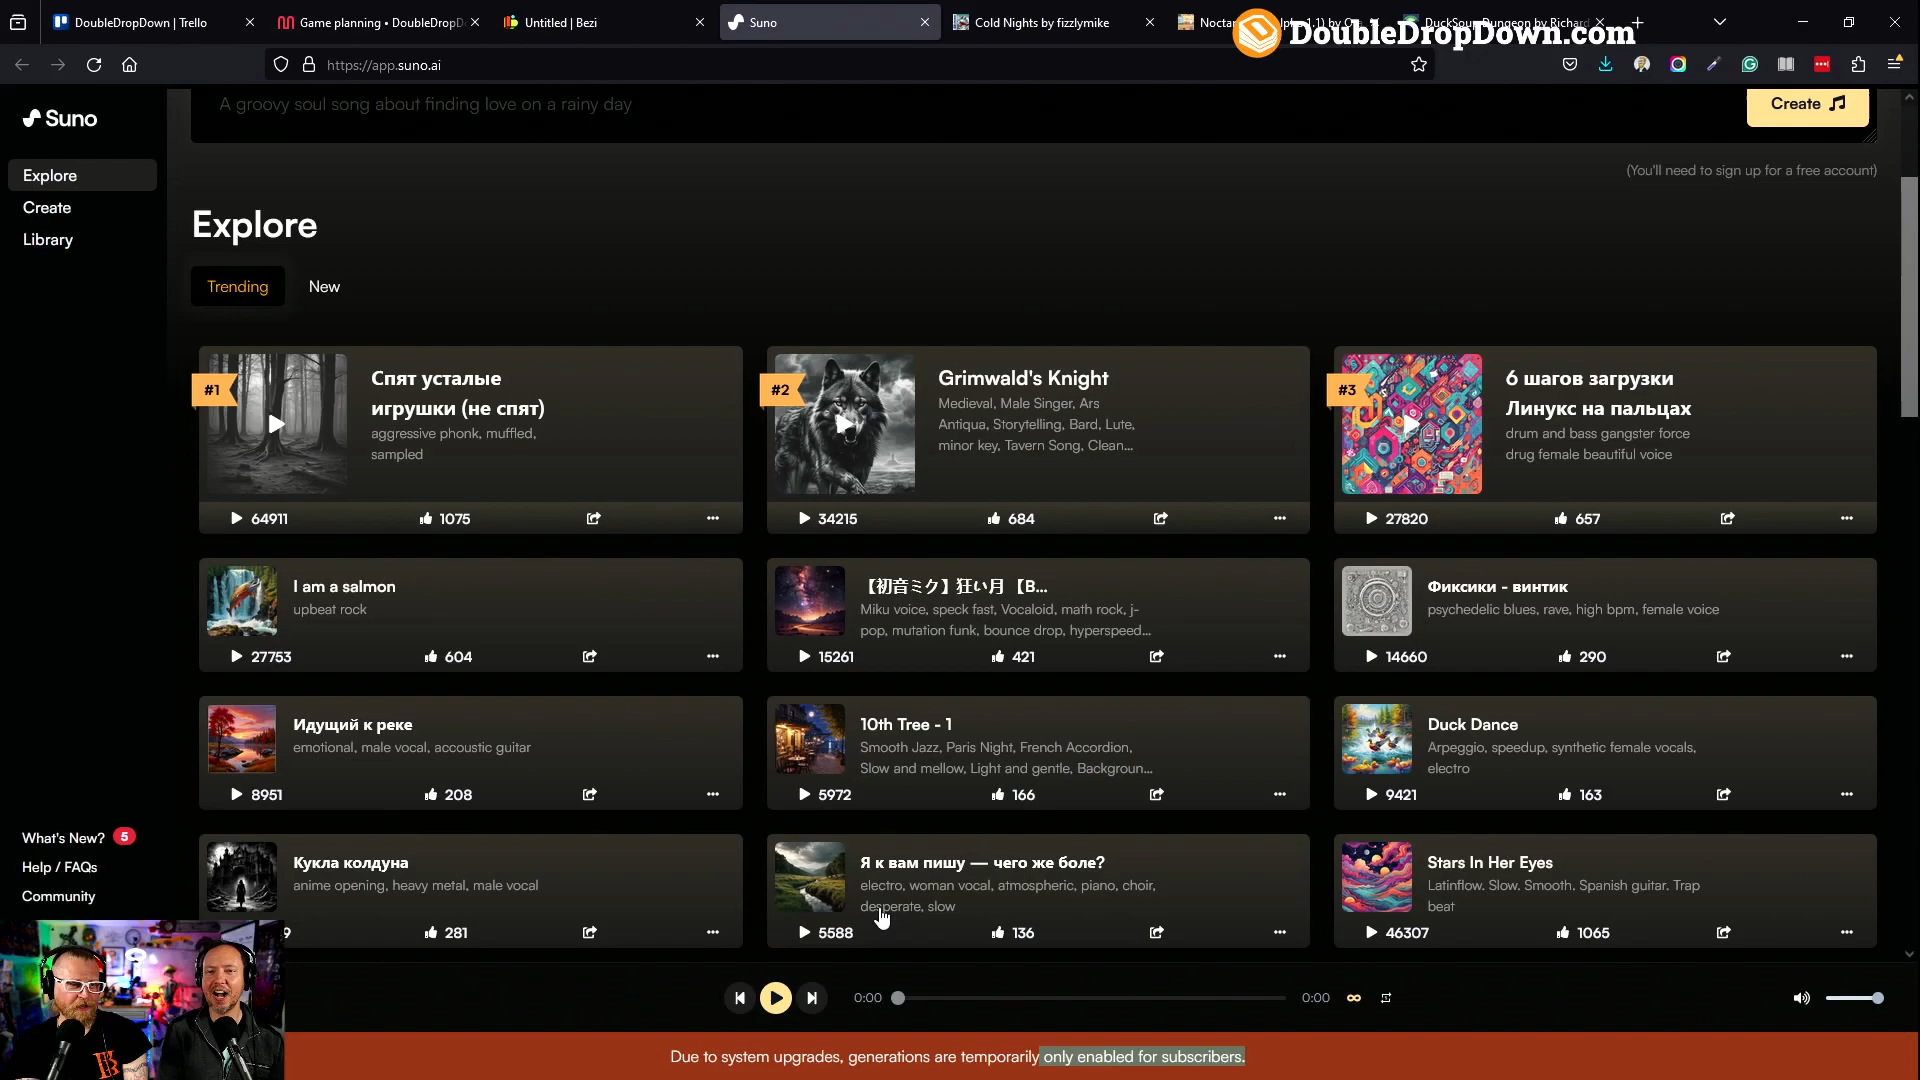 DoubleDropDown | Trello
Game planning • DoubleDropD
Untitled | Bezi
Suno
Cold Nights by fizzlymike
DuckSoup Dungeon by Richard
DoubleDropDown.com
https://app.suno.ai
Suno
A groovy soul song about finding love on a rainy day
Create
(You'll need to sign up for a free account)
Explore
Create
Library
Explore
Trending
New
#1
Спят усталые
игрушки (не спят)
aggressive phonk, muffled,
sampled
64911
1075
#2
Grimwald's Knight
Medieval, Male Singer, Ars
Antiqua, Storytelling, Bard, Lute,
minor key, Tavern Song, Clean...
34215
684
#3
6 шагов загрузки
Линукс на пальцах
drum and bass gangster force
drug female beautiful voice
27820
657
I am a salmon
upbeat rock
27753
604
【初音ミク】狂い月 【B...
Miku voice, speck fast, Vocaloid, math rock, j-
pop, mutation funk, bounce drop, hyperspeed...
15261
421
Фиксики - винтик
psychedelic blues, rave, high bpm, female voice
14660
290
Идущий к реке
emotional, male vocal, accoustic guitar
8951
208
10th Tree - 1
Smooth Jazz, Paris Night, French Accordion,
Slow and mellow, Light and gentle, Backgroun...
5972
166
Duck Dance
Arpeggio, speedup, synthetic female vocals,
electro
9421
163
Кукла колдуна
anime opening, heavy metal, male vocal
9
281
Я к вам пишу — чего же боле?
electro, woman vocal, atmospheric, piano, choir,
desperate, slow
5588
136
Stars In Her Eyes
Latinflow. Slow. Smooth. Spanish guitar. Trap
beat
46307
1065
What's New? 5
Help / FAQs
Community
0:00
0:00
Due to system upgrades, generations are temporarily only enabled for subscribers.